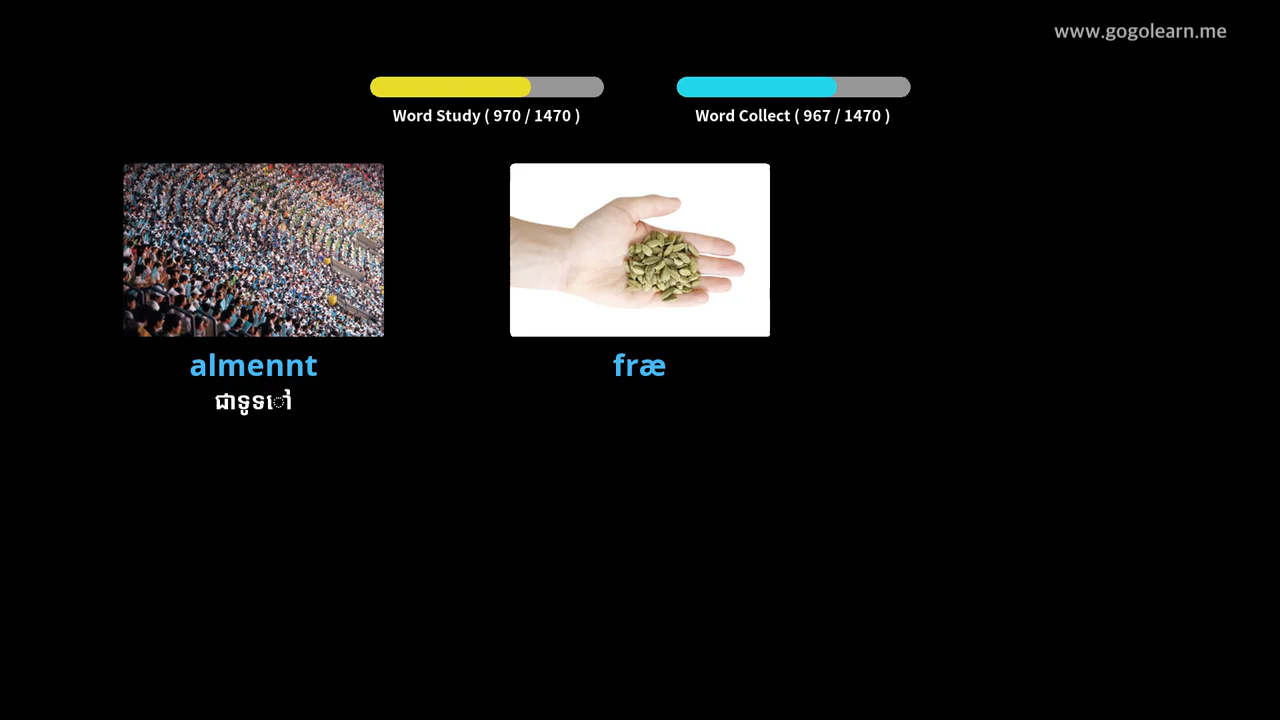 www.gogolearn.me
Word Study ( 970 / 1470 )
Word Collect ( 967 / 1470 )
almennt
ជាទូទៅ
fræ